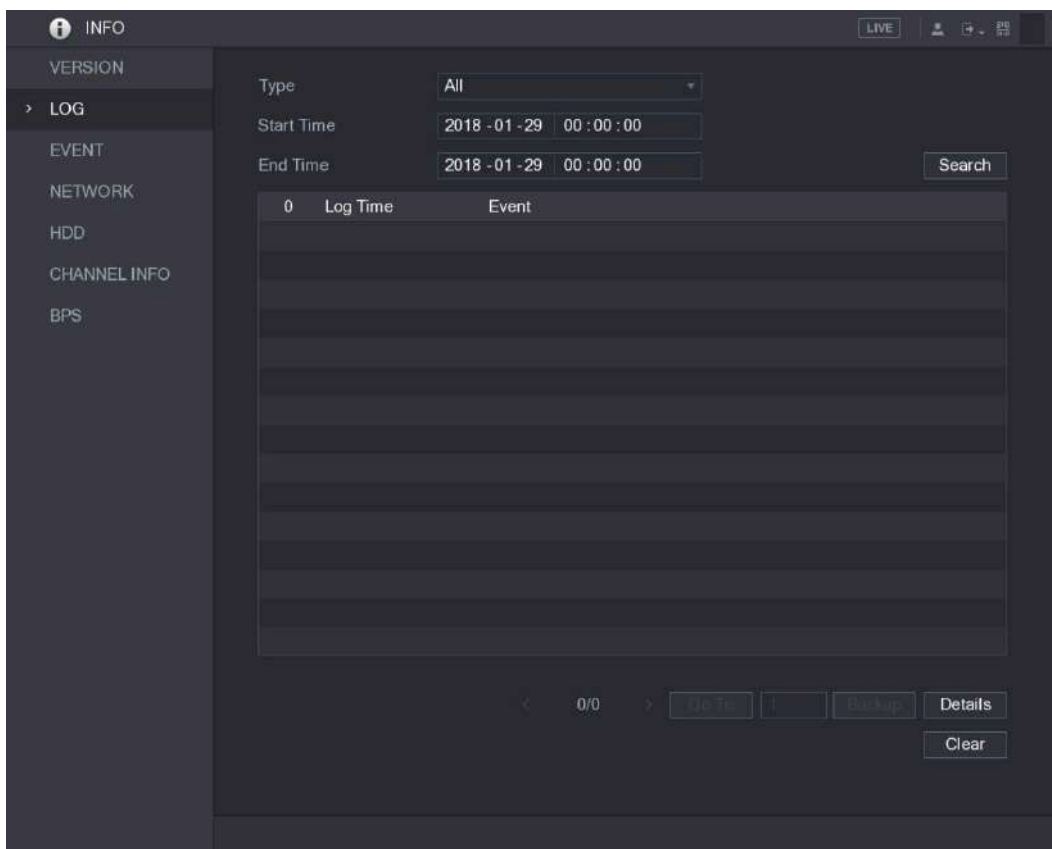 INFO
LIVE
VERSION
LOG
EVENT
NETWORK
HDD
CHANNEL INFO
BPS
Type All
Start Time 2018 -01 -29 00 : 00 : 00
End Time 2018 -01 -29 00 : 00 : 00
Search
0 Log Time Event
0/0 Go To 1 Backup Details
Clear